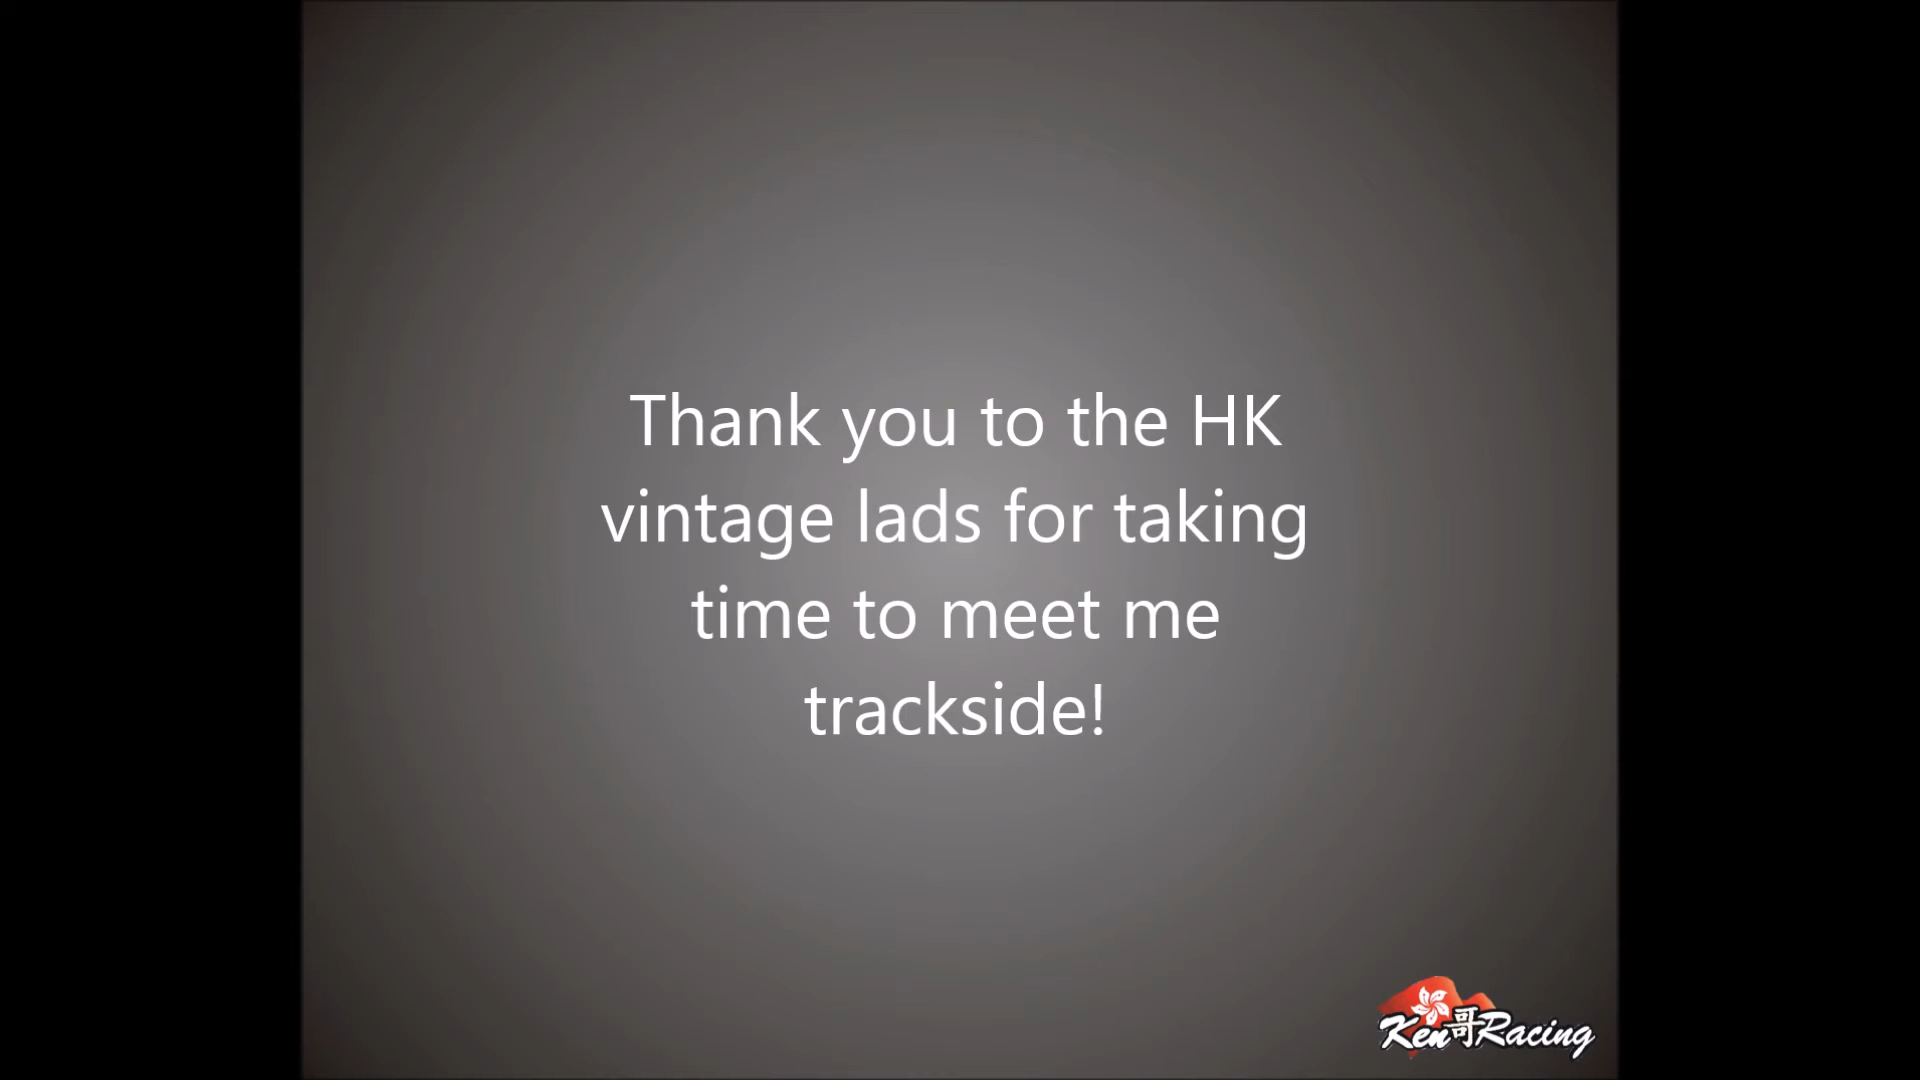 Thank you to the HK
vintage lads for taking
time to meet me
trackside!
Ken哥Racing